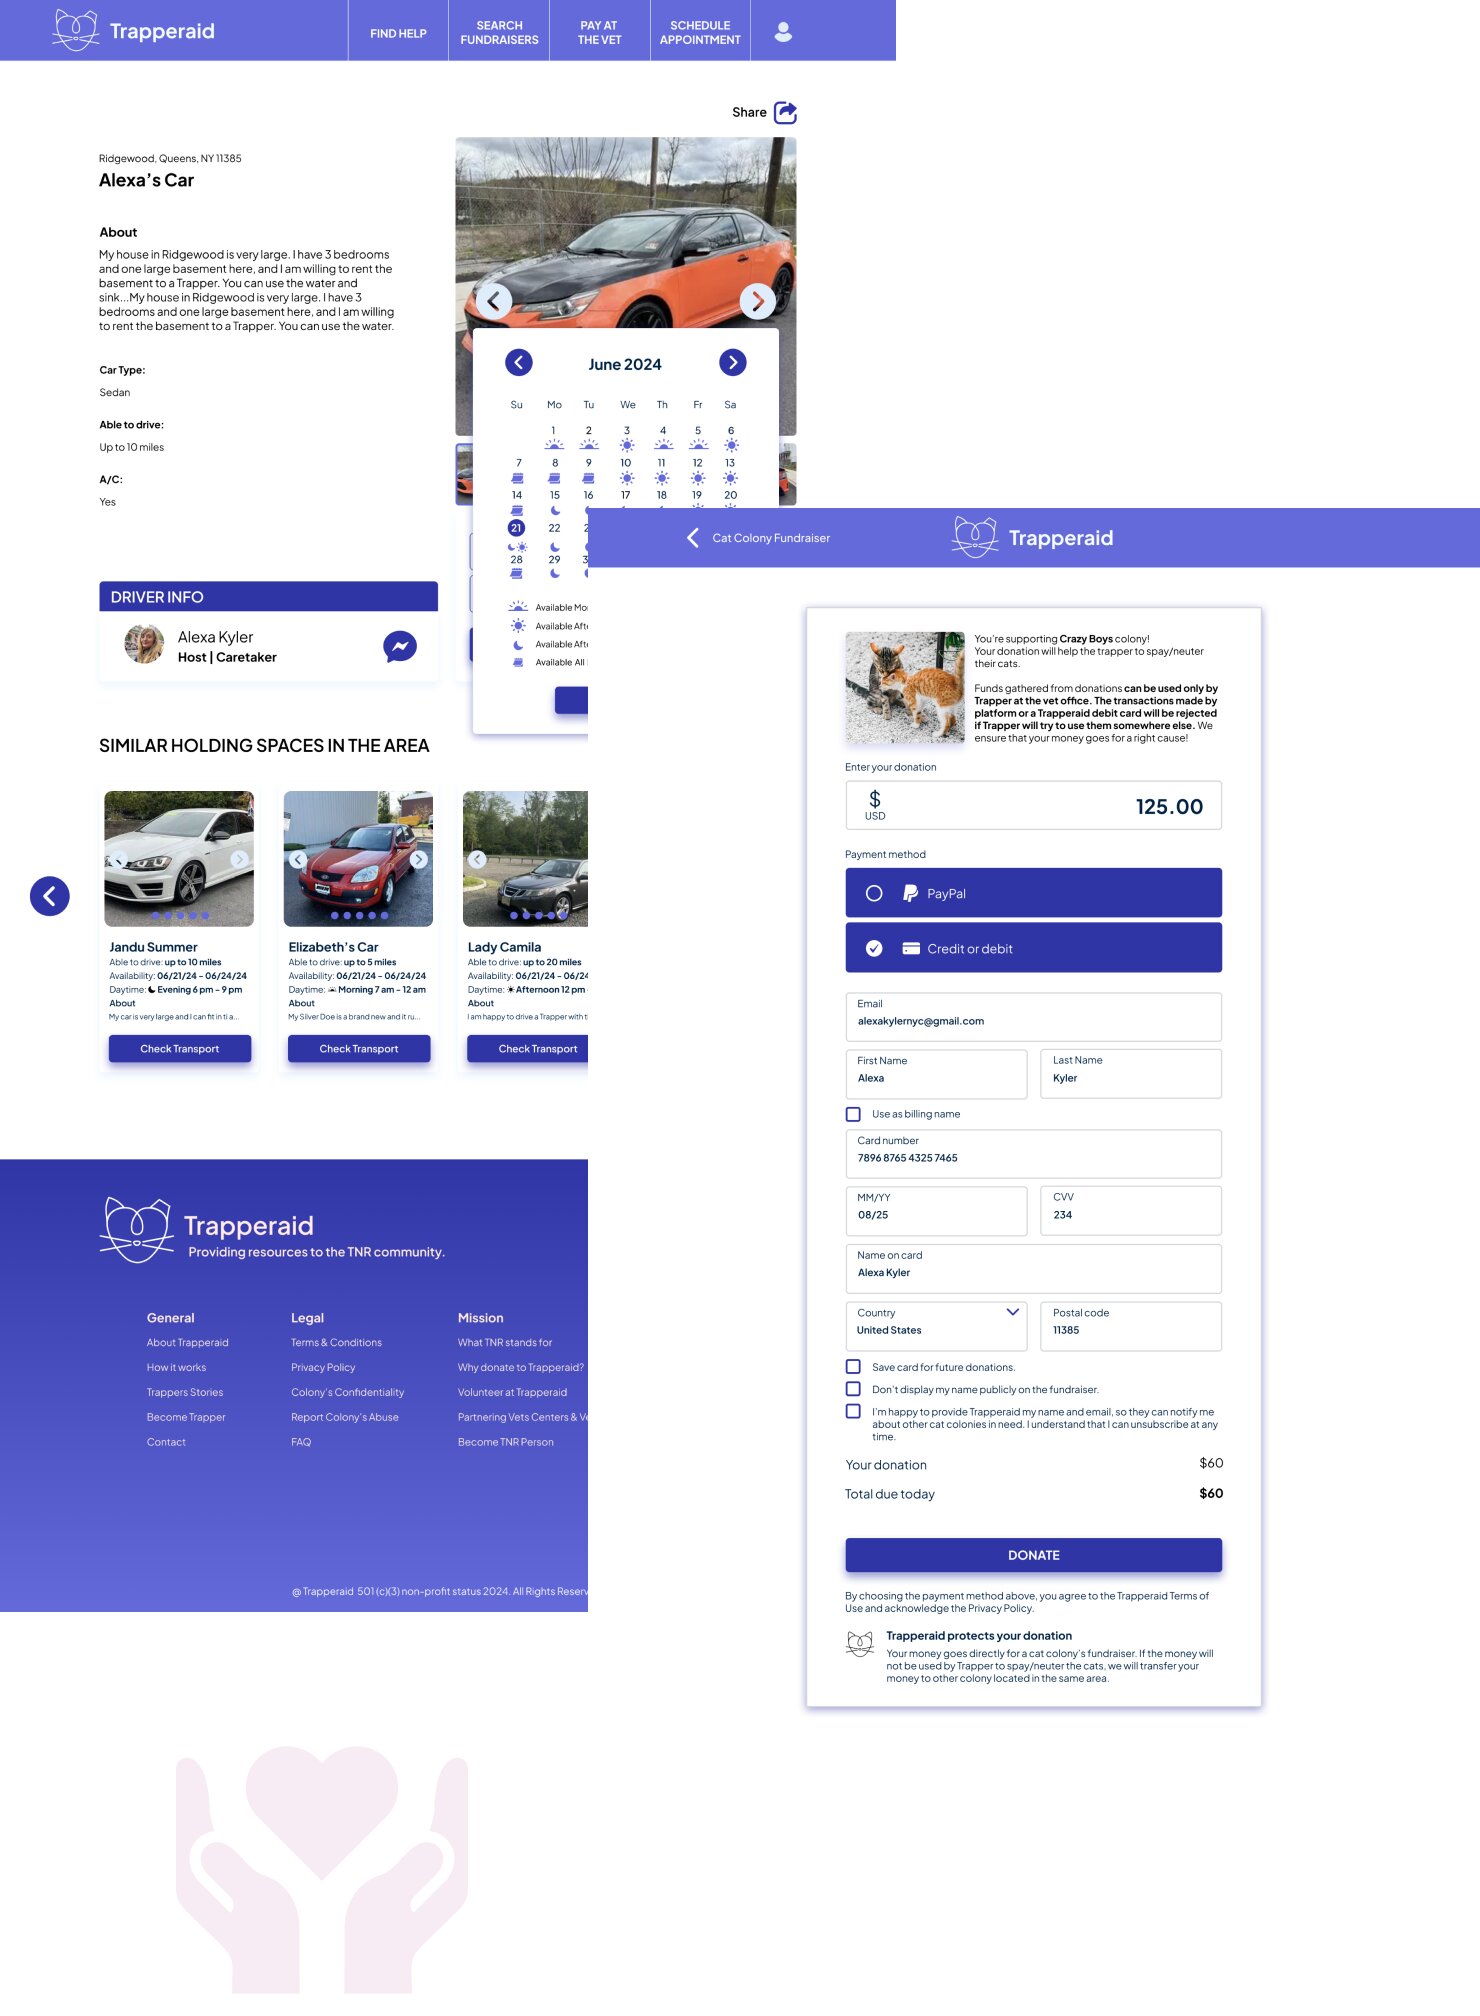 Trapperaid
FIND HELP
SEARCH
FUNDRAISERS
PAY AT
THE VET
SCHEDULE
APPOINTMENT
Share
Ridgewood, Queens, NY 11385
Alexa's Car
About
My house in Ridgewood is very large. I have 3 bedrooms
and one large basement here, and I am willing to rent the
basement to a Trapper. You can use the water and
sink...My house in Ridgewood is very large. I have 3
bedrooms and one large basement here, and I am willing
to rent the basement to a Trapper. You can use the water.
Car Type:
Sedan
Able to drive:
Up to 10 miles
A/C:
Yes
June 2024
Su Mo Tu We Th Fr Sa
1 2 3 4 5 6
7 8 9 10 11 12 13
14 15 16 17 18 19 20
21 22 2
28 29 3
Available Mo
Available Afte
Available Afte
Available All
DRIVER INFO
Alexa Kyler
Host | Caretaker
SIMILAR HOLDING SPACES IN THE AREA
Jandu Summer
Able to drive: up to 10 miles
Availability: 06/21/24 - 06/24/24
Daytime: Evening 6 pm - 9 pm
About
My car is very large and I can fit in ti a...
Check Transport
Elizabeth's Car
Able to drive: up to 5 miles
Availability: 06/21/24 - 06/24/24
Daytime: Morning 7 am - 12 am
About
My Silver Doe is a brand new and it ru...
Check Transport
Lady Camila
Able to drive: up to 20 miles
Availability: 06/21/24 - 06/24
Daytime: Afternoon 12 pm
About
I am happy to drive a Trapper with t
Check Transport
Trapperaid
Providing resources to the TNR community.
General
About Trapperaid
How it works
Trappers Stories
Become Trapper
Contact
Legal
Terms & Conditions
Privacy Policy
Colony's Confidentiality
Report Colony's Abuse
FAQ
Mission
What TNR stands for
Why donate to Trapperaid?
Volunteer at Trapperaid
Partnering Vets Centers & Ve
Become TNR Person
@ Trapperaid 501 (c)(3) non-profit status 2024. All Rights Reserv
Cat Colony Fundraiser
Trapperaid
You're supporting Crazy Boys colony!
Your donation will help the trapper to spay/neuter
their cats.
Funds gathered from donations can be used only by
Trapper at the vet office. The transactions made by
platform or a Trapperaid debit card will be rejected
if Trapper will try to use them somewhere else. We
ensure that your money goes for a right cause!
Enter your donation
$
USD
125.00
Payment method
PayPal
Credit or debit
Email
alexakylernyc@gmail.com
First Name
Alexa
Last Name
Kyler
Use as billing name
Card number
7896 8765 4325 7465
MM/YY
08/25
CVV
234
Name on card
Alexa Kyler
Country
United States
Postal code
11385
Save card for future donations.
Don't display my name publicly on the fundraiser.
I'm happy to provide Trapperaid my name and email, so they can notify me
about other cat colonies in need. I understand that I can unsubscribe at any
time.
Your donation $60
Total due today $60
DONATE
By choosing the payment method above, you agree to the Trapperaid Terms of
Use and acknowledge the Privacy Policy.
Trapperaid protects your donation
Your money goes directly for a cat colony's fundraiser. If the money will
not be used by Trapper to spay/neuter the cats, we will transfer your
money to other colony located in the same area.